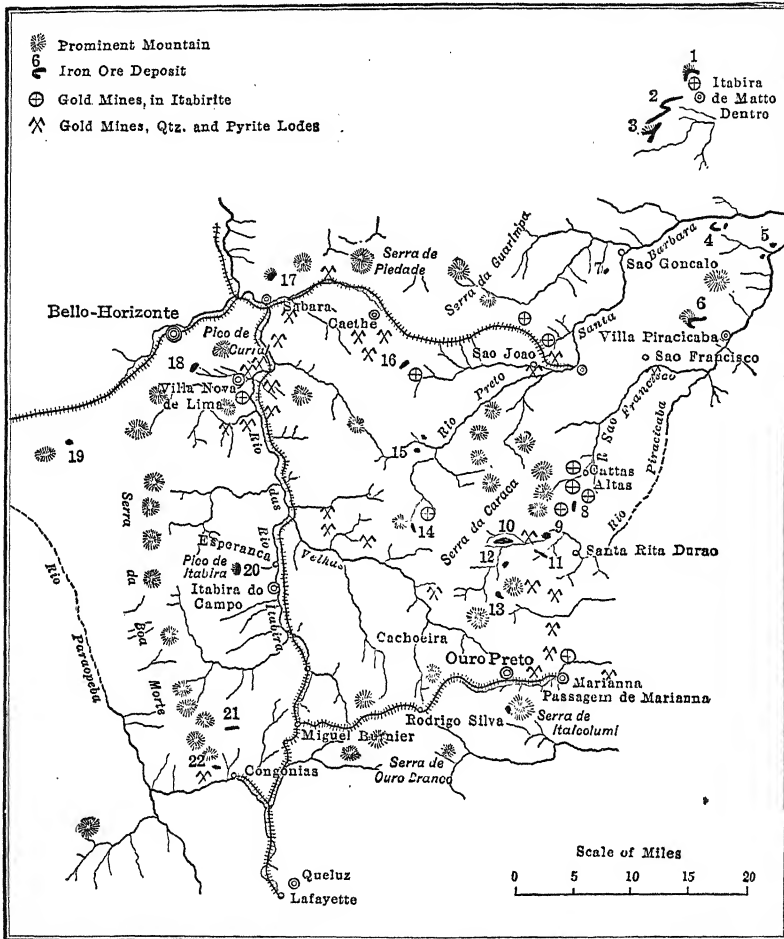 Prominent Mountain
6
Iron Ore Deposit
Gold Mines, in Itabirite
Gold Mines, Qtz. and Pyrite Lodes
1
Itabira
de Matto
Dentro
2
3
Barbara
4
5
Serra da Guarimpa
Serra de
Piedade
7
Sao Goncalo
17
Sabara
Bello-Horizonte
Caethe
Santa
6
Pico de
Curiu
Villa Piracicaba
16
Sao Joao
Sao Francisco
18
Villa Nova
de Lima
Rio Preto
R Sao Francisco
Piracicaba
Rio
15
19
Cattas
Altas
8
Serra da Boa Morte
Rio das Velhas
14
Serra da Caraca
10
9
Rio
12
11
Santa Rita Durao
Esperanca
Pico de
Itabira
20
Rio Itabira
Itabira do
Campo
13
Rio Paraopeba
Cachoeira
Ouro Preto
Marianna
Passagem de Marianna
21
Rodrigo Silva
Serra de
Italcolumi
Miguel Burnier
22
Congonias
Serra de
Ouro Branco
Queluz
Lafayette
Scale of Miles
0 5 10 15 20